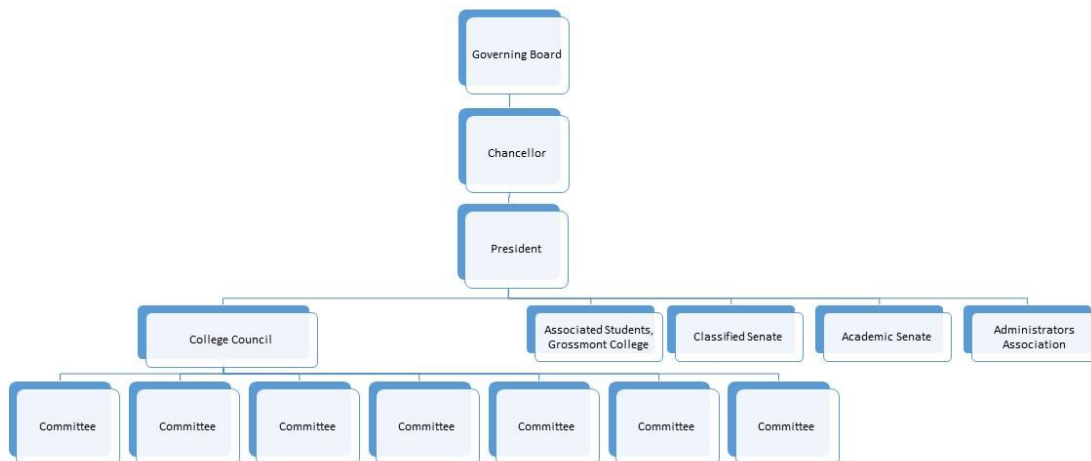 Governing Board
Chancellor
President
College Council
Associated Students,
Grossmont College
Classified Senate
Academic Senate
Administrators
Association
Committee
Committee
Committee
Committee
Committee
Committee
Committee